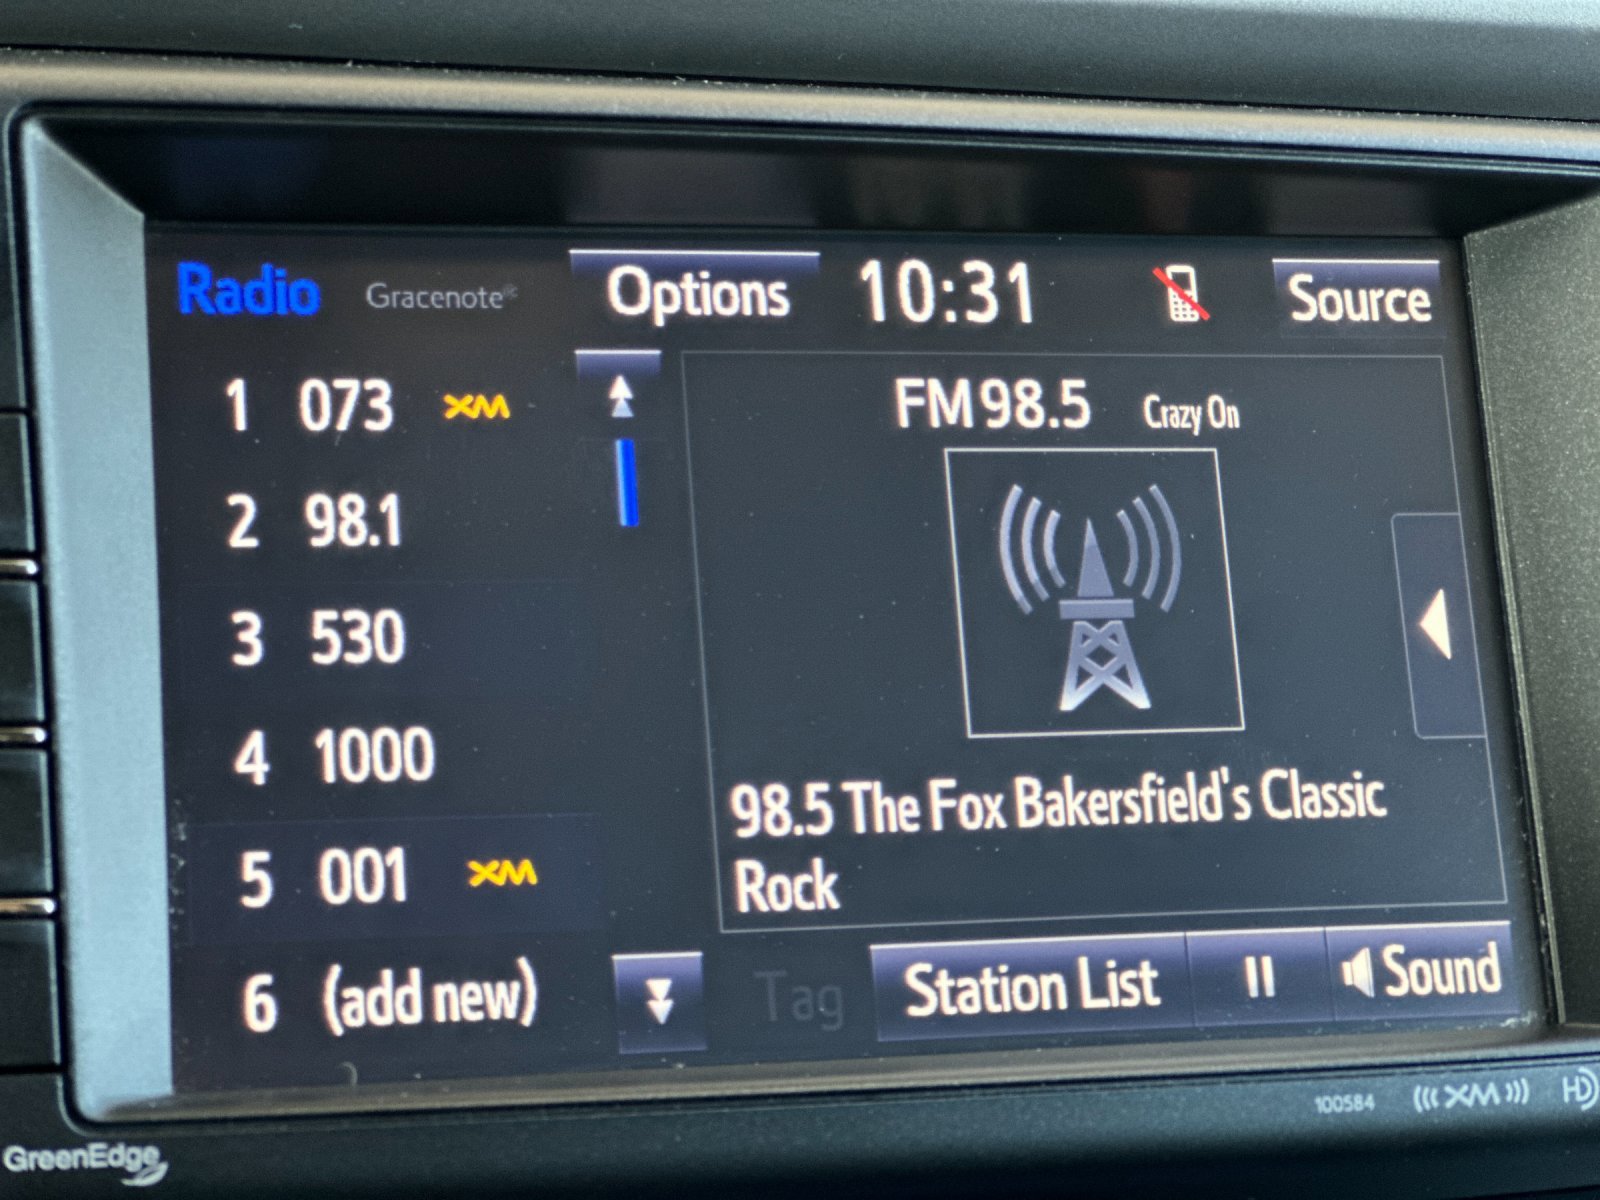 Radio Gracenote® Options 10:31 Source
1 073 XM
2 98.1
3 530
4 1000
5 001 XM
6 (add new)
FM 98.5 Crazy On
98.5 The Fox Bakersfield's Classic
Rock
Tag Station List Sound
100584 XM HD
GreenEdge